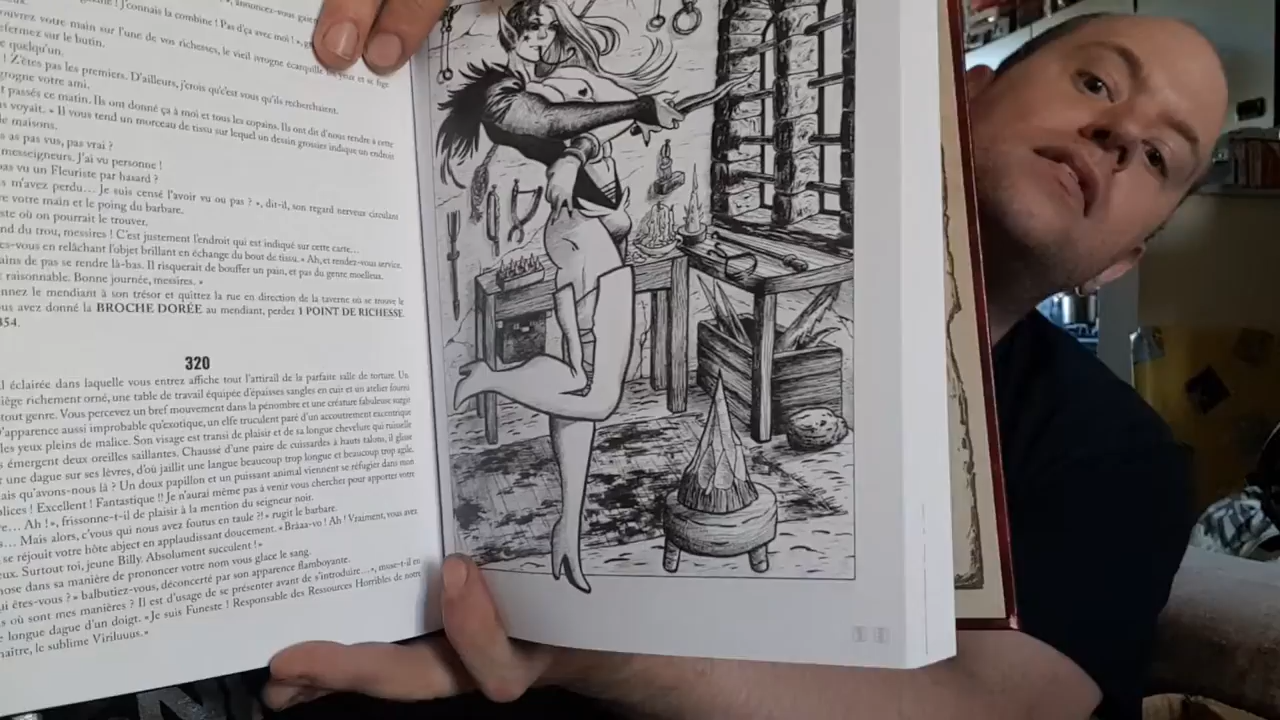 ! J'connais la combine ! Pas d'ça avec moi ! »,
ouvrez votre main sur l'une de vos richesses, le vieil ivrogne écarquille les yeux et se fige
efermez sur le butin.
e quelqu'un.
! Z'êtes pas les premiers. D'ailleurs, j'crois qu'c'est vous qu'ils recherchaient.
grogne votre ami.
t passés ce matin. Ils ont donné ça à moi et tous les copains. Ils ont dit d'nous rendre à cette
s voyait. » Il vous tend un morceau de tissu sur lequel un dessin grossier indique un endroit
e maisons.
s as pas vus, pas vrai ?
messeigneurs. J'ai vu personne !
pas vu un Fleuriste par hasard ?
s m'avez perdu… Je suis censé l'avoir vu ou pas ? », dit-il, son regard nerveux circulant
re votre main et le poing du barbare.
ste où on pourrait le trouver.
nd du trou, messires ! C'est justement l'endroit qui est indiqué sur cette carte…
es-vous en relâchant l'objet brillant en échange du bout de tissu. « Ah, et rendez-vous service.
ains de pas se rendre là-bas. Il risquerait de bouffer un pain, et pas du genre moelleux.
raisonnable. Bonne journée, messires. »
nnez le mendiant à son trésor et quittez la rue en direction de la taverne où se trouve le
ous avez donné la BROCHE DORÉE au mendiant, perdez 1 POINT DE RICHESSE.
354.
320
l éclairée dans laquelle vous entrez affiche tout l'attirail de la parfaite salle de torture. Un
iège richement orné, une table de travail équipée d'épaisses sangles en cuir et un atelier fourni
tout genre. Vous percevez un bref mouvement dans la pénombre et une créature fabuleuse surgit
'apparence aussi improbable qu'exotique, un elfe truculent paré d'un accoutrement excentrique
les yeux pleins de malice. Son visage est transi de plaisir et de sa longue chevelure qui ruisselle
s émergent deux oreilles saillantes. Chaussé d'une paire de cuissardes à hauts talons, il glisse
une dague sur ses lèvres, d'où jaillit une langue beaucoup trop longue et beaucoup trop agile.
ais qu'avons-nous là ? Un doux papillon et un puissant animal viennent se réfugier dans mon
plices ! Excellent ! Fantastique !! Je n'aurai même pas à venir vous chercher pour apporter votre
e… Ah ! », frissonne-t-il de plaisir à la mention du seigneur noir.
s… Mais alors, c'vous qui nous avez foutus en taule ?! » rugit le barbare.
se réjouit votre hôte abject en applaudissant doucement. « Bràaa-vo ! Ah ! Vraiment, vous avez
eux. Surtout roi, jeune Billy. Absolument succulent ! »
hose dans sa manière de prononcer votre nom vous glace le sang.
ui êtes-vous ? » balbutiez-vous, déconcerté par son apparence flamboyante.
où sont mes manières ? Il est d'usage de se présenter avant de s'introduire… », muse-t-il en
e longue dague d'un doigt. « Je suis Funeste ! Responsable des Ressources Horribles de notre
maître, le sublime Viriluuus. »